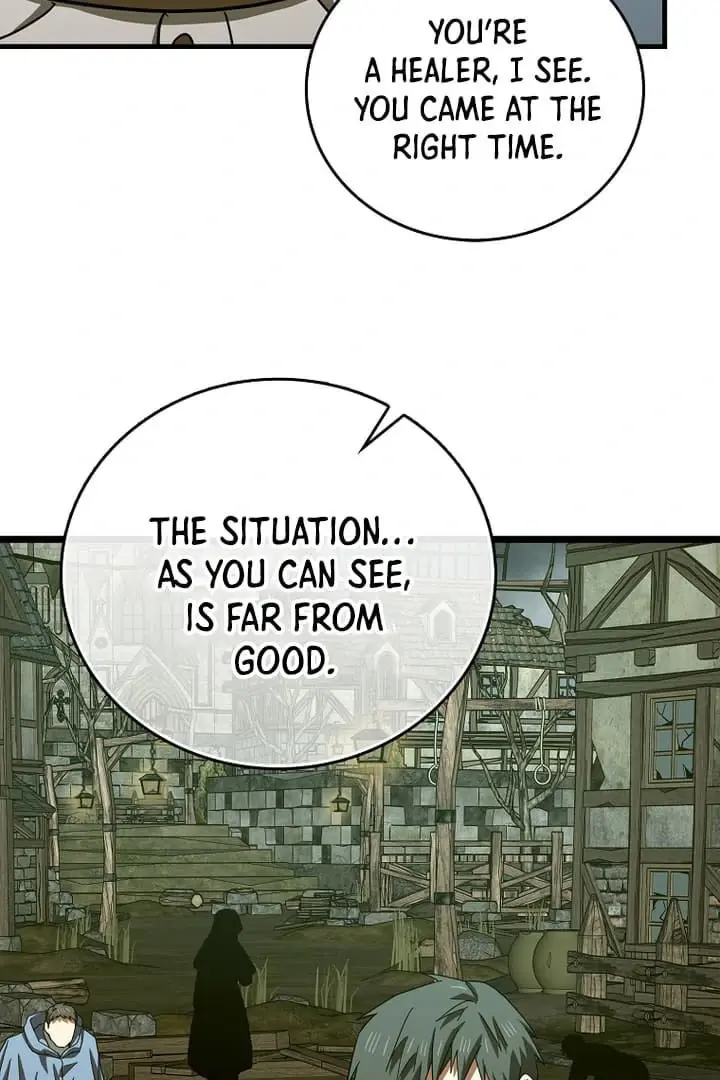 YOU'RE
A HEALER, I SEE.
YOU CAME AT THE
RIGHT TIME.
THE SITUATION...
AS YOU CAN SEE,
IS FAR FROM
GOOD.